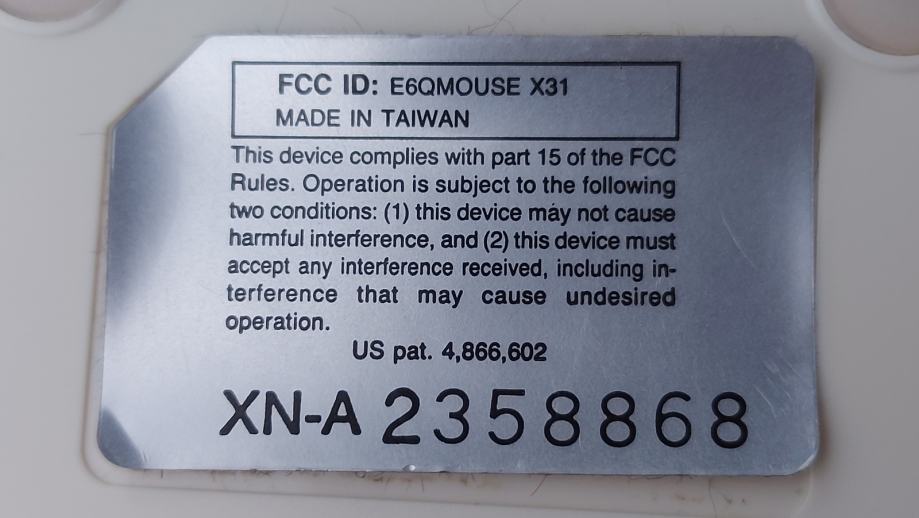 FCC ID: E6QMOUSE X31
MADE IN TAIWAN
This device complies with part 15 of the FCC
Rules. Operation is subject to the following
two conditions: (1) this device may not cause
harmful interference, and (2) this device must
accept any interference received, including in-
terference that may cause undesired
operation.
US pat. 4,866,602
XN-A 2358868